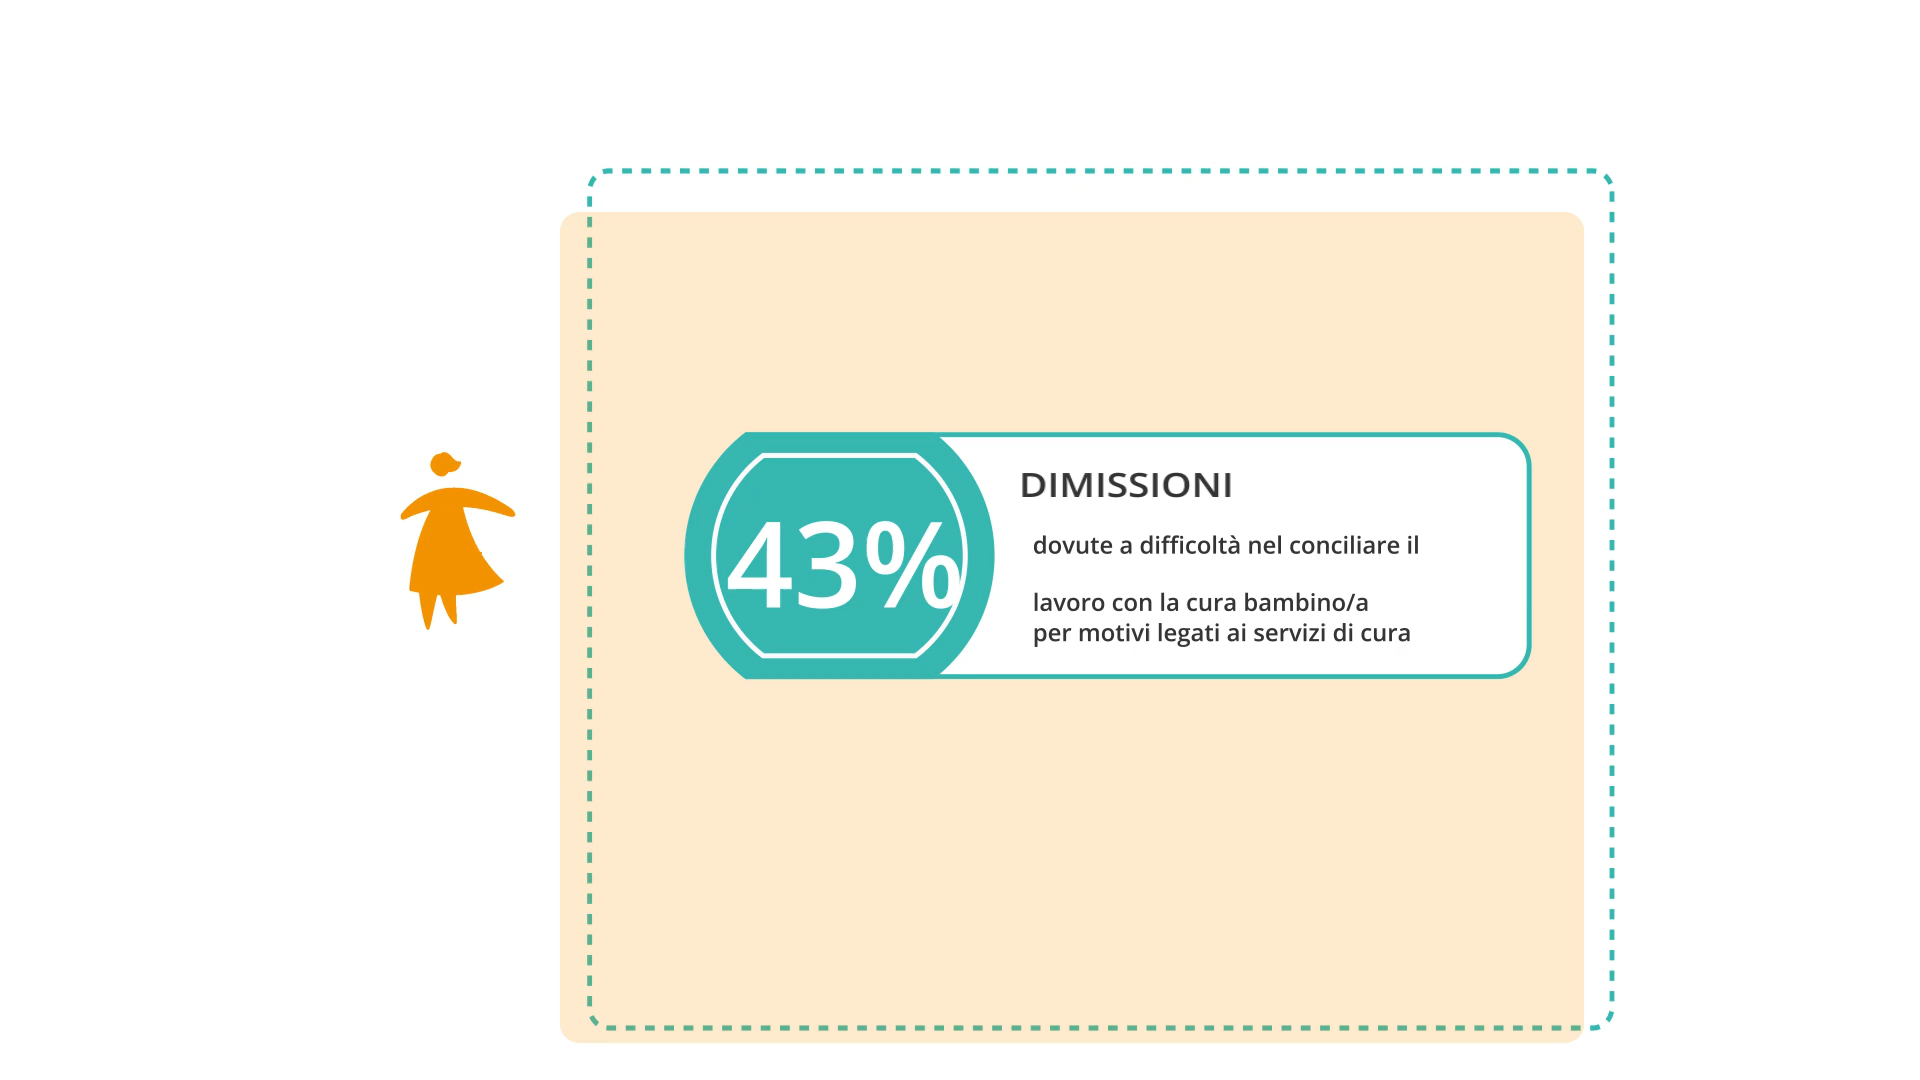 43%
DIMISSIONI
dovute a difficoltà nel conciliare il
lavoro con la cura bambino/a
per motivi legati ai servizi di cura